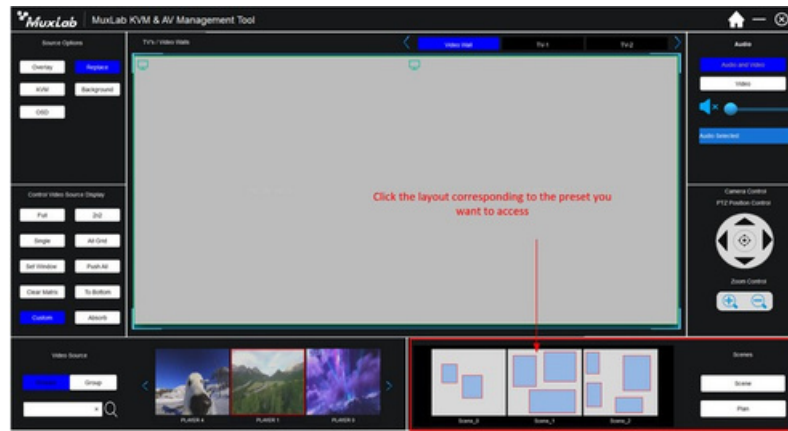 MuxLab MuxLab KVM & AV Management Tool
Source Options
TV's / Video Walls
Video Wall
TV-1
TV-2
Audio
Overlay
Replace
KVM
Background
OSD
Audio and Video
Video
Audio Selected
Click the layout corresponding to the preset you
want to access
Control Video Source Display
Full
2x2
Single
All Grid
Set Window
Push All
Clear Matrix
To Bottom
Custom
Absorb
Camera Control
PTZ Position Control
Zoom Control
Video Source
Group
PLAYER 4
PLAYER 1
PLAYER 3
Scene_0
Scene_1
Scene_2
Scenes
Scene
Plan